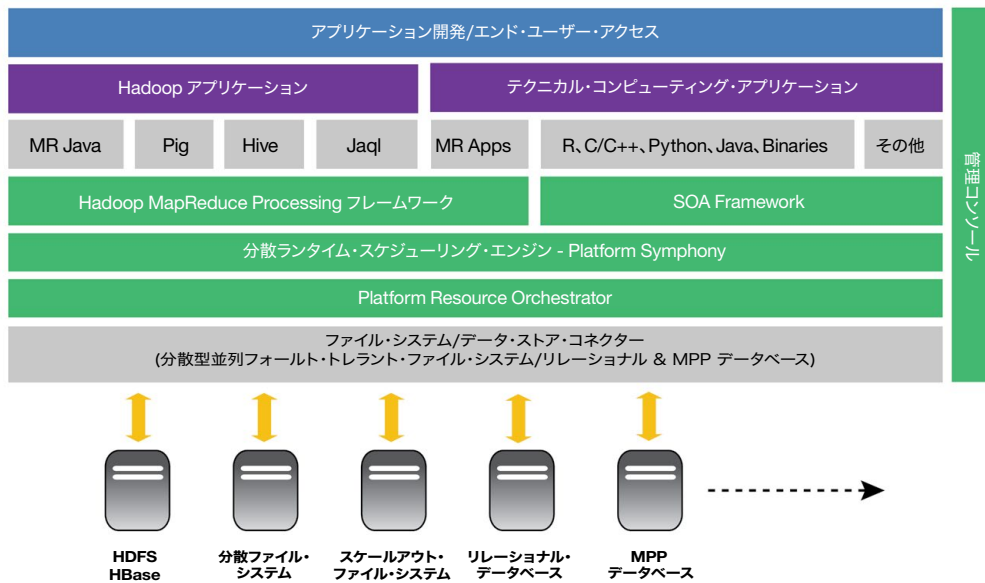 アプリケーション開発/エンド・ユーザー・アクセス
Hadoop アプリケーション
テクニカル・コンピューティング・アプリケーション
MR Java
Pig
Hive
Jaql
MR Apps
R、C/C++、Python、Java、Binaries
その他
Hadoop MapReduce Processing フレームワーク
SOA Framework
分散ランタイム・スケジューリング・エンジン - Platform Symphony
Platform Resource Orchestrator
ファイル・システム/データ・ストア・コネクター
(分散型並列フォールト・トレラント・ファイル・システム/リレーショナル & MPP データベース)
管理コンソール
HDFS
HBase
分散ファイル・
システム
スケールアウト・
ファイル・システム
リレーショナル・
データベース
MPP
データベース